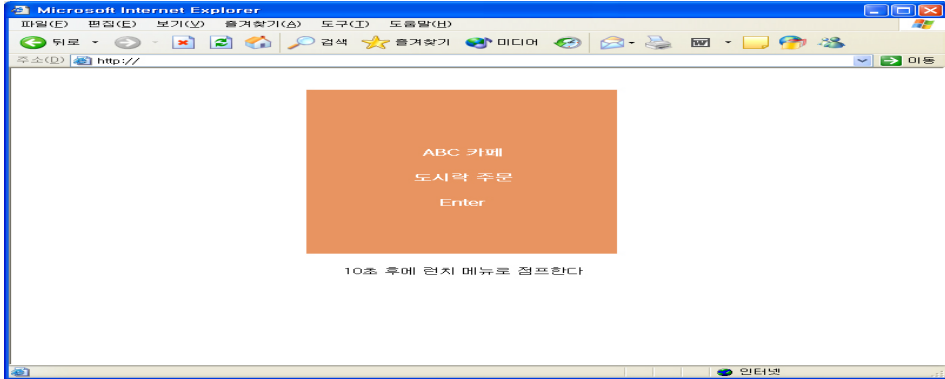 Microsoft Internet Explorer
파일(F) 편집(E) 보기(V) 즐겨찾기(A) 도구(T) 도움말(H)
뒤로 검색 즐겨찾기 미디어
주소(D) http:// 이동
ABC 카페
도시락 주문
Enter
10초 후에 런치 메뉴로 점프한다
인터넷